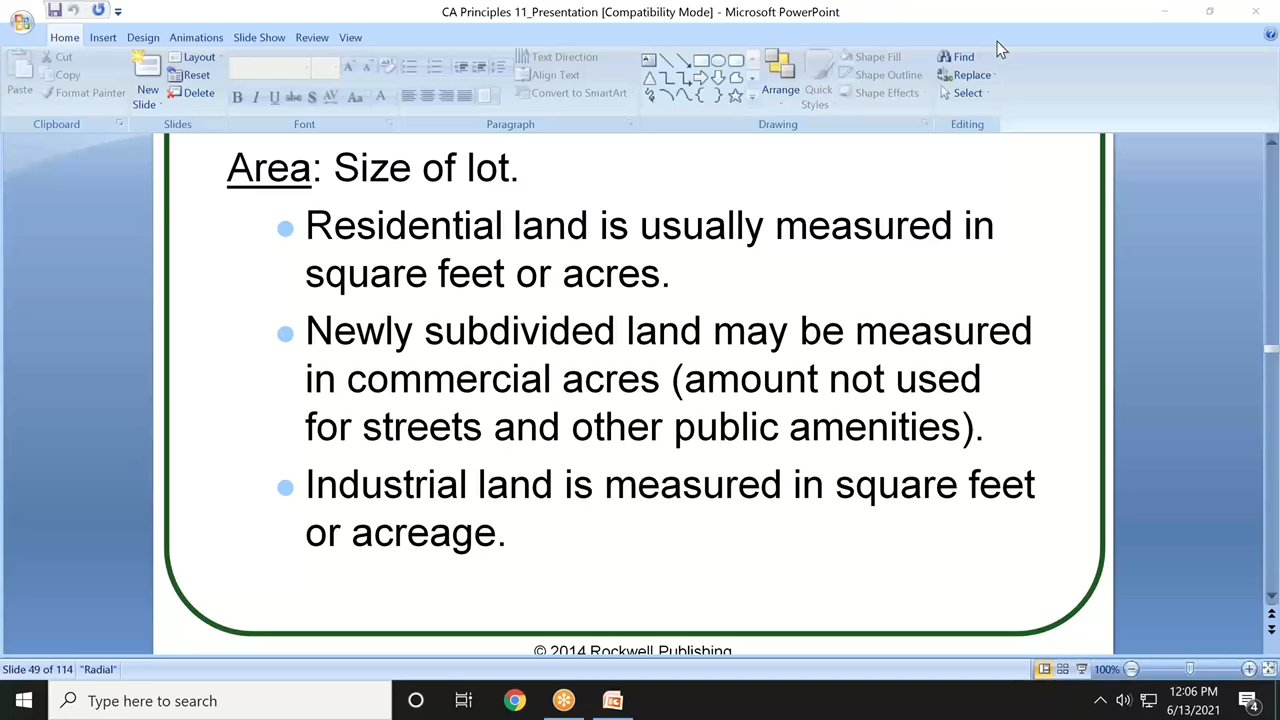 CA Principles 11_Presentation [Compatibility Mode] - Microsoft PowerPoint
Home Insert Design Animations Slide Show Review View
Paste
Cut
Copy
Format Painter
Clipboard
New
Slide
Layout
Reset
Delete
Slides
Font
Text Direction
Align Text
Convert to SmartArt
Paragraph
Arrange
Quick
Styles
Shape Fill
Shape Outline
Shape Effects
Drawing
Find
Replace
Select
Editing
Area: Size of lot.
Residential land is usually measured in
square feet or acres.
Newly subdivided land may be measured
in commercial acres (amount not used
for streets and other public amenities).
Industrial land is measured in square feet
or acreage.
© 2014 Rockwell Publishing
Slide 49 of 114 "Radial" 100%
Type here to search
12:06 PM
6/13/2021
4